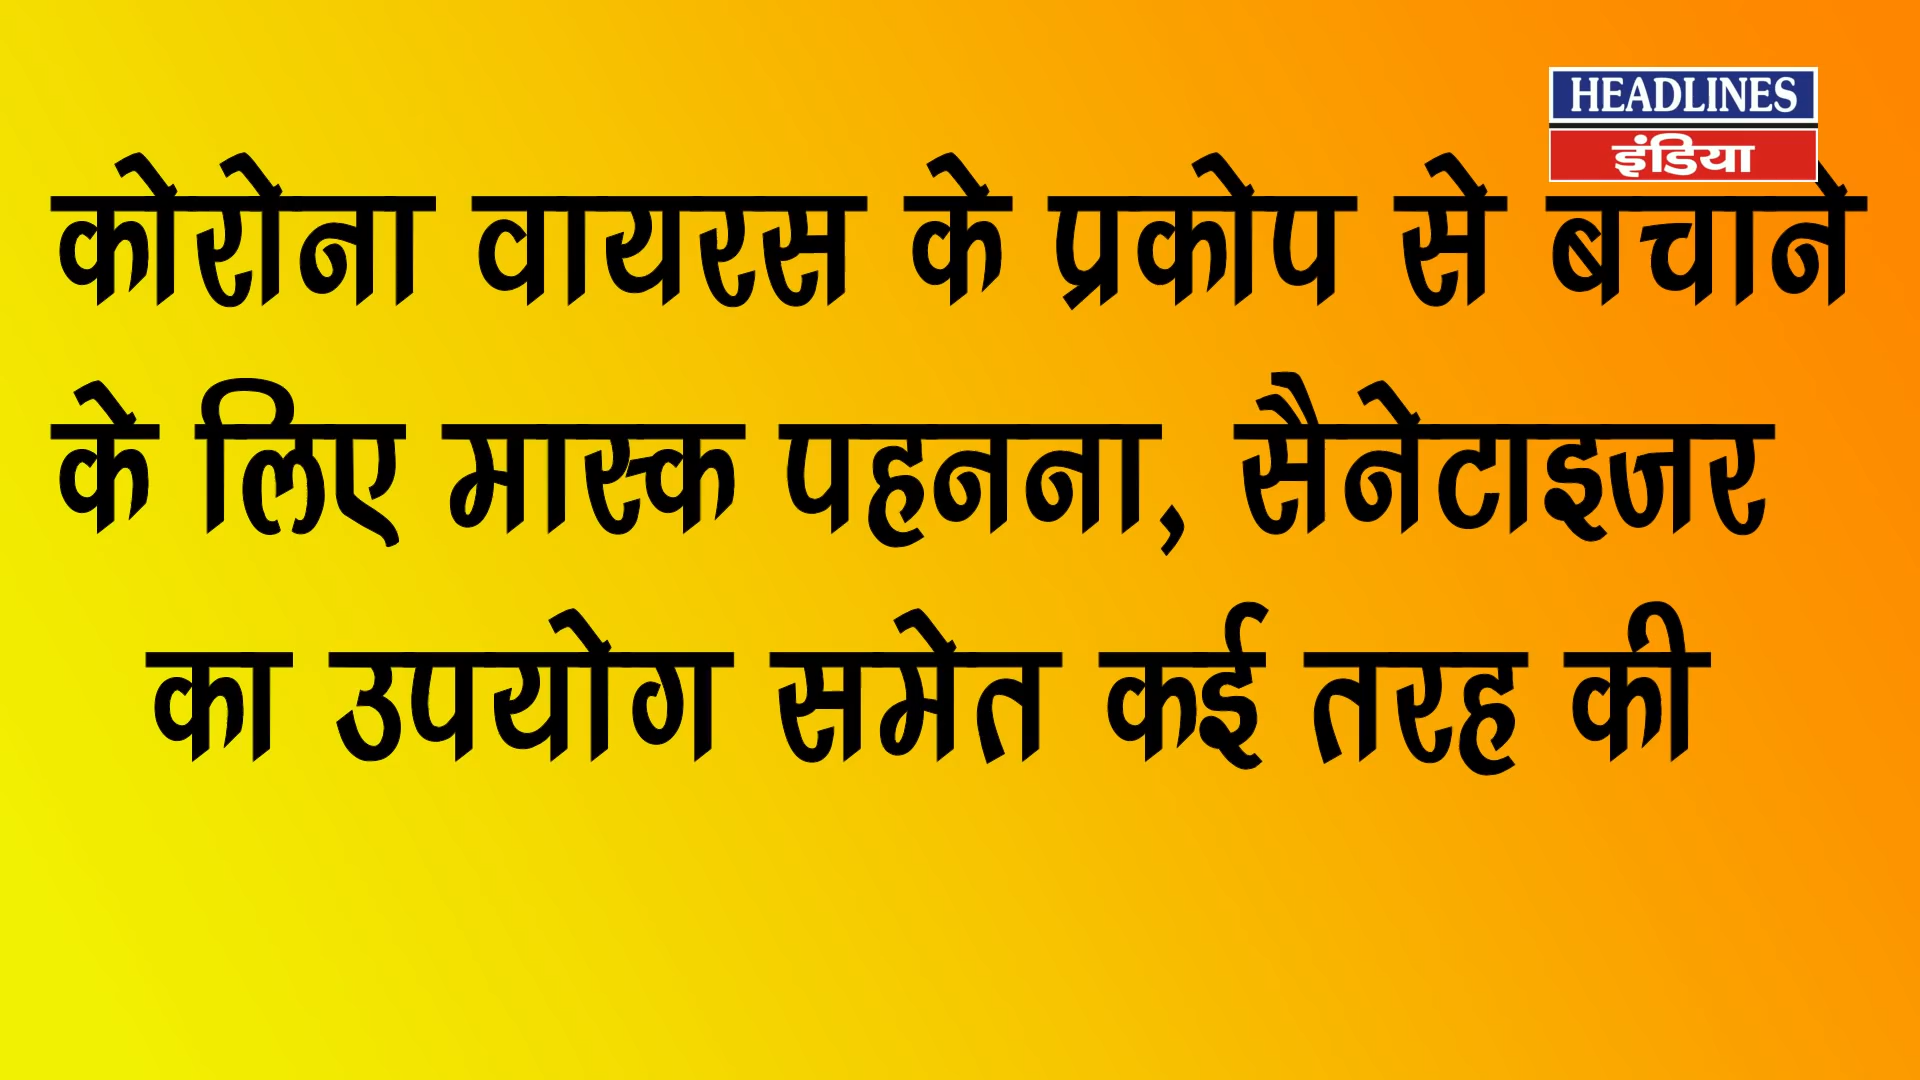 HEADLINES
इंडिया
कोरोना वायरस के प्रकोप से बचाने
के लिए मास्क पहनना, सैनेटाइजर
का उपयोग समेत कई तरह की